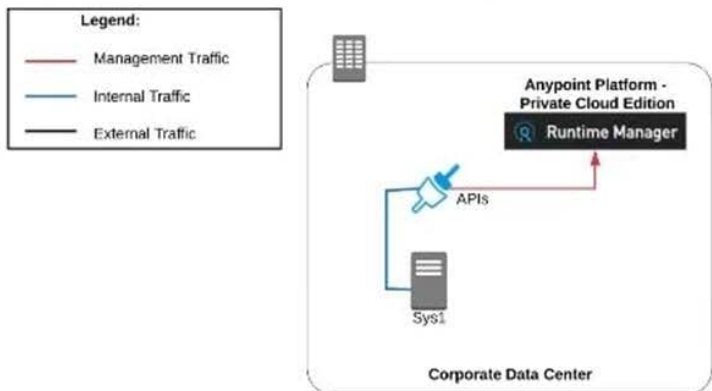 Legend:
Management Traffic
Internal Traffic
External Traffic
Anypoint Platform -
Private Cloud Edition
Runtime Manager
APIs
Sys1
Corporate Data Center